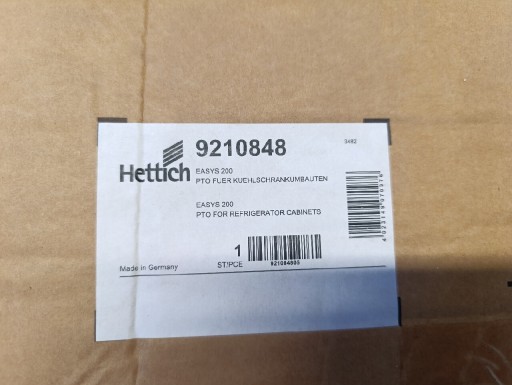 Hettich
9210848
3482
EASYS 200
PTO FUER KUEHLSCHRANKUMBAUTEN
EASYS 200
PTO FOR REFRIGERATOR CABINETS
1
ST/PCE
Made in Germany